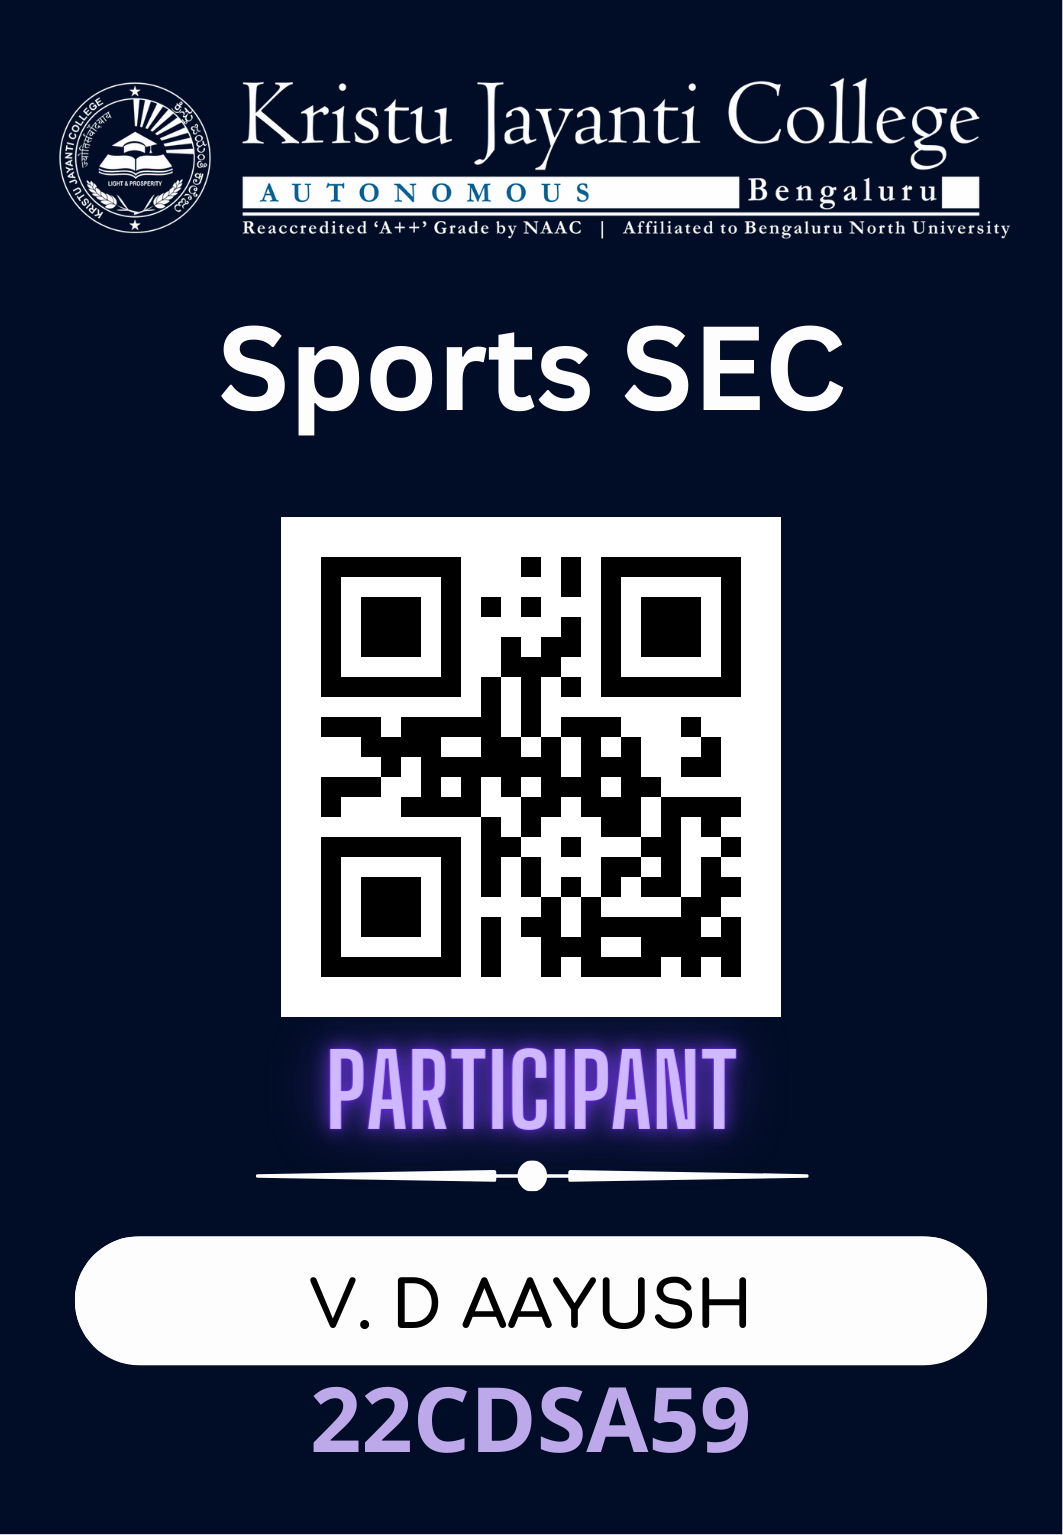 KRISTU JAYANTI COLLEGE
ಕ್ರಿಸ್ತು ಜಯಂತಿ ಕಾಲೇಜು
LIGHT & PROSPERITY
Kristu Jayanti College
AUTONOMOUS Bengaluru
Reaccredited ‘A++’ Grade by NAAC | Affiliated to Bengaluru North University
Sports SEC
PARTICIPANT
V. D AAYUSH
22CDSA59